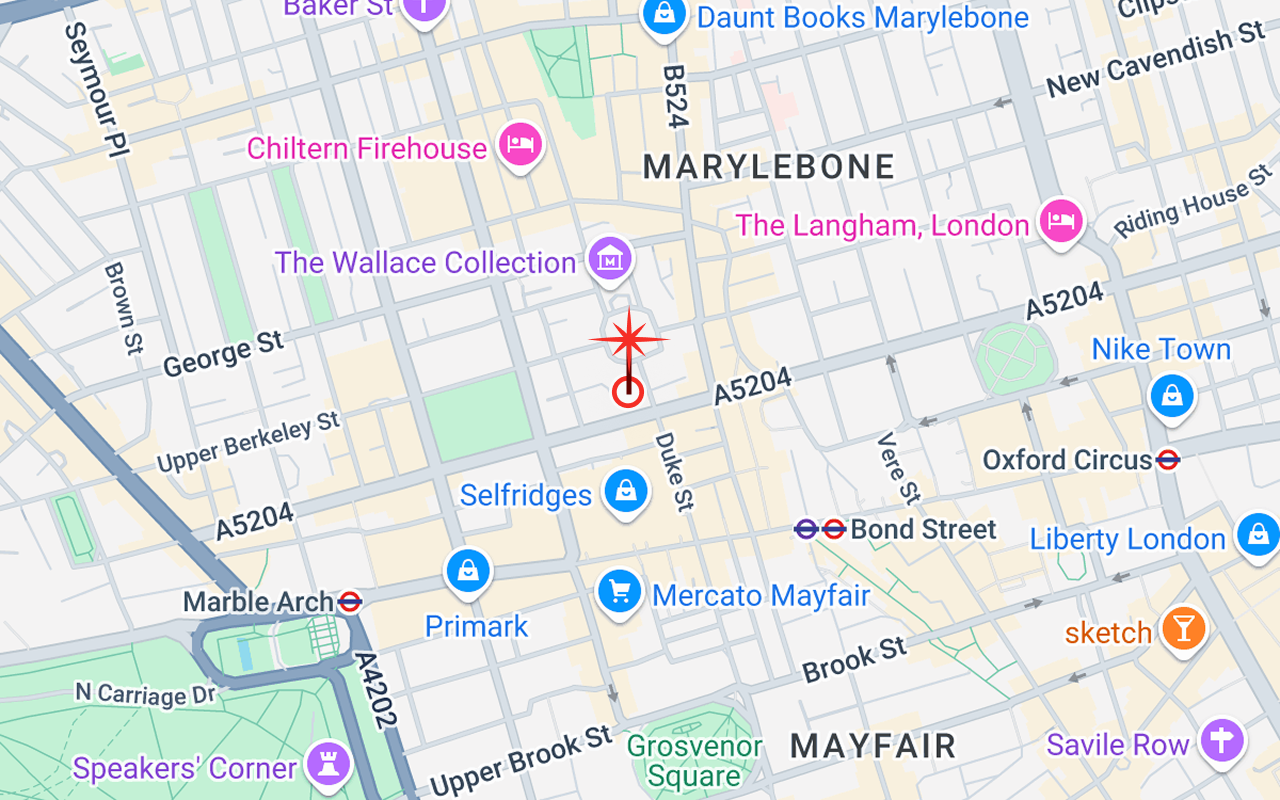 Baker St
Daunt Books Marylebone
Seymour Pl
B524
New Cavendish St
Chiltern Firehouse
MARYLEBONE
The Langham, London
Riding House St
The Wallace Collection
Brown St
George St
A5204
Nike Town
A5204
Upper Berkeley St
Duke St
Vere St
Oxford Circus
Selfridges
A5204
Bond Street
Liberty London
Marble Arch
Primark
Mercato Mayfair
sketch
Brook St
N Carriage Dr
A4202
Upper Brook St
Grosvenor
Square
MAYFAIR
Savile Row
Speakers' Corner